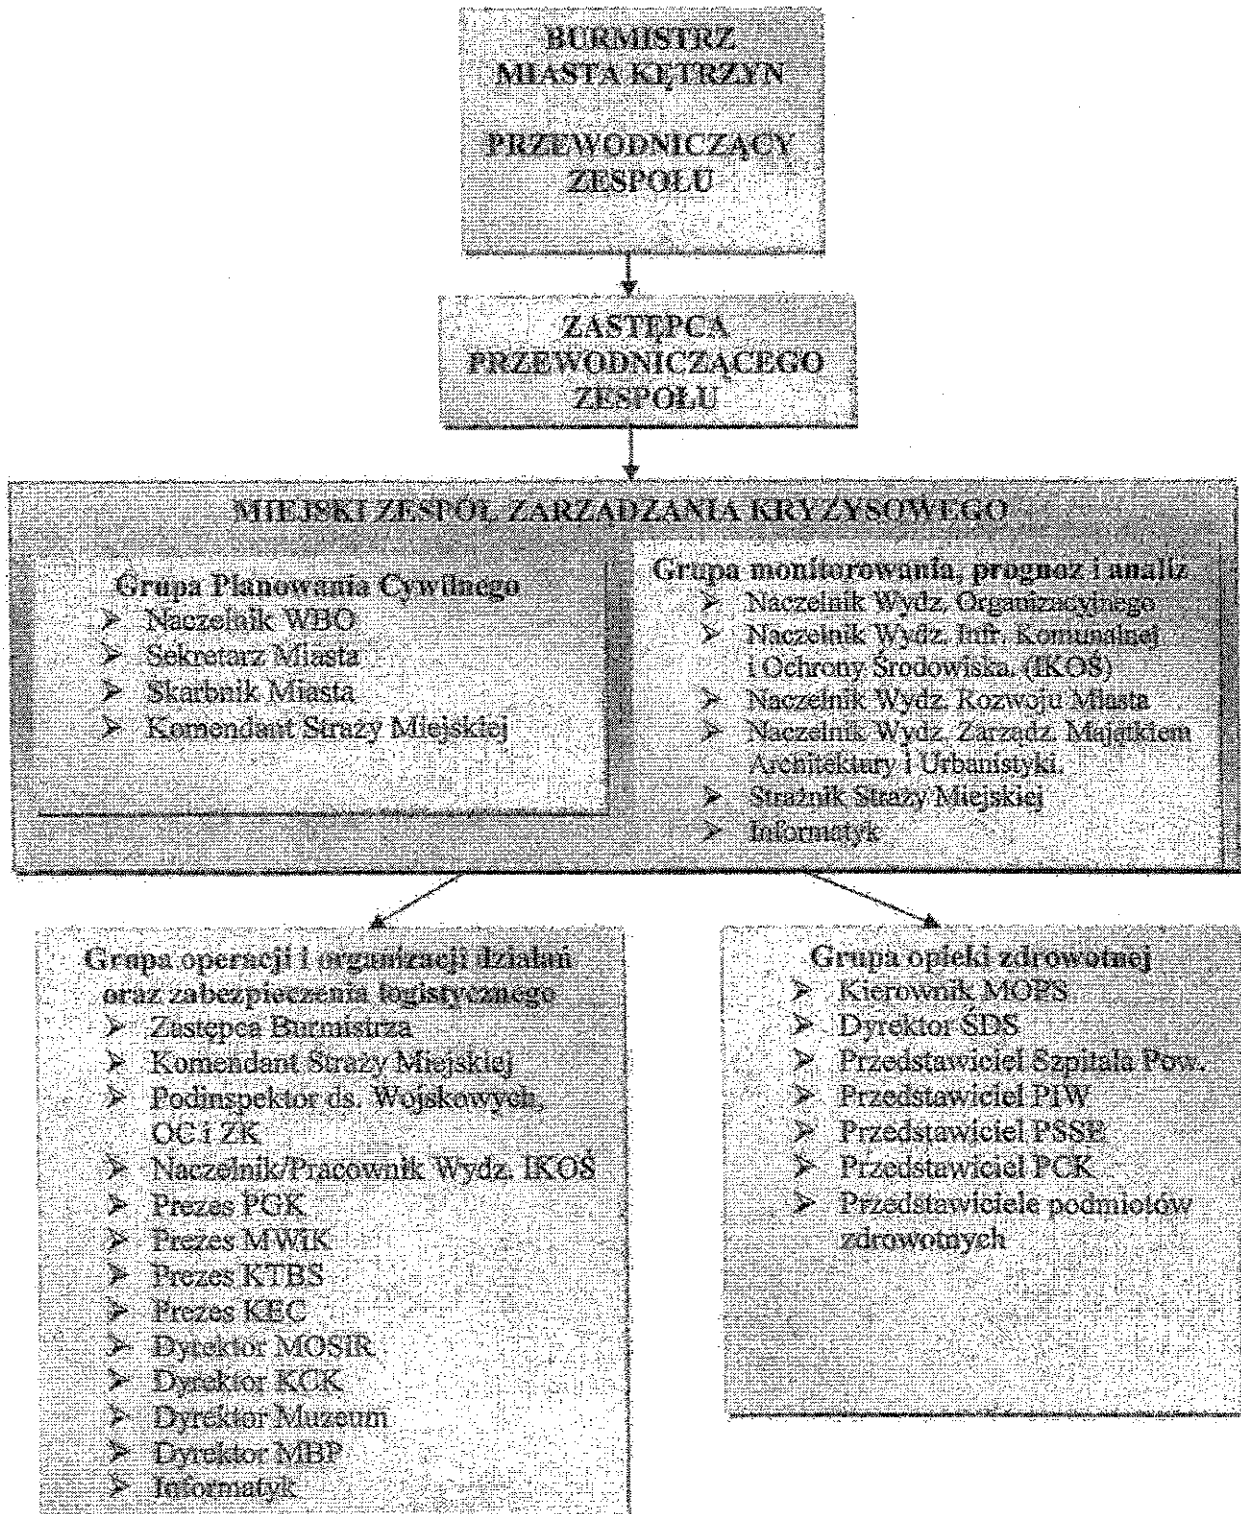 BURMISTRZ
MIASTA KĘTRZYN
PRZEWODNICZĄCY
ZESPOŁU
ZASTĘPCA
PRZEWODNICZĄCEGO
ZESPOŁU
MIEJSKI ZESPÓŁ ZARZĄDZANIA KRYZYSOWEGO
Grupa Planowania Cywilnego
➢ Naczelnik WBO
➢ Sekretarz Miasta
➢ Skarbnik Miasta
➢ Komendant Straży Miejskiej
Grupa monitorowania, prognoz i analiz
➢ Naczelnik Wydz. Organizacyjnego
➢ Naczelnik Wydz. Infr. Komunalnej
i Ochrony Środowiska. (IKOŚ)
➢ Naczelnik Wydz. Rozwoju Miasta
➢ Naczelnik Wydz. Zarządz. Majątkiem
Architektury i Urbanistyki.
➢ Strażnik Straży Miejskiej
➢ Informatyk
Grupa operacji i organizacji działań
oraz zabezpieczenia logistycznego
➢ Zastępca Burmistrza
➢ Komendant Straży Miejskiej
➢ Podinspektor ds. Wojskowych,
OC i ZK
➢ Naczelnik/Pracownik Wydz. IKOŚ
➢ Prezes PGK
➢ Prezes MWiK
➢ Prezes KTBS
➢ Prezes KEC
➢ Dyrektor MOSIR
➢ Dyrektor KCK
➢ Dyrektor Muzeum
➢ Dyrektor MBP
➢ Informatyk
Grupa opieki zdrowotnej
➢ Kierownik MOPS
➢ Dyrektor ŚDS
➢ Przedstawiciel Szpitala Pow.
➢ Przedstawiciel PIW
➢ Przedstawiciel PSSE
➢ Przedstawiciel PCK
➢ Przedstawiciele podmiotów
zdrowotnych